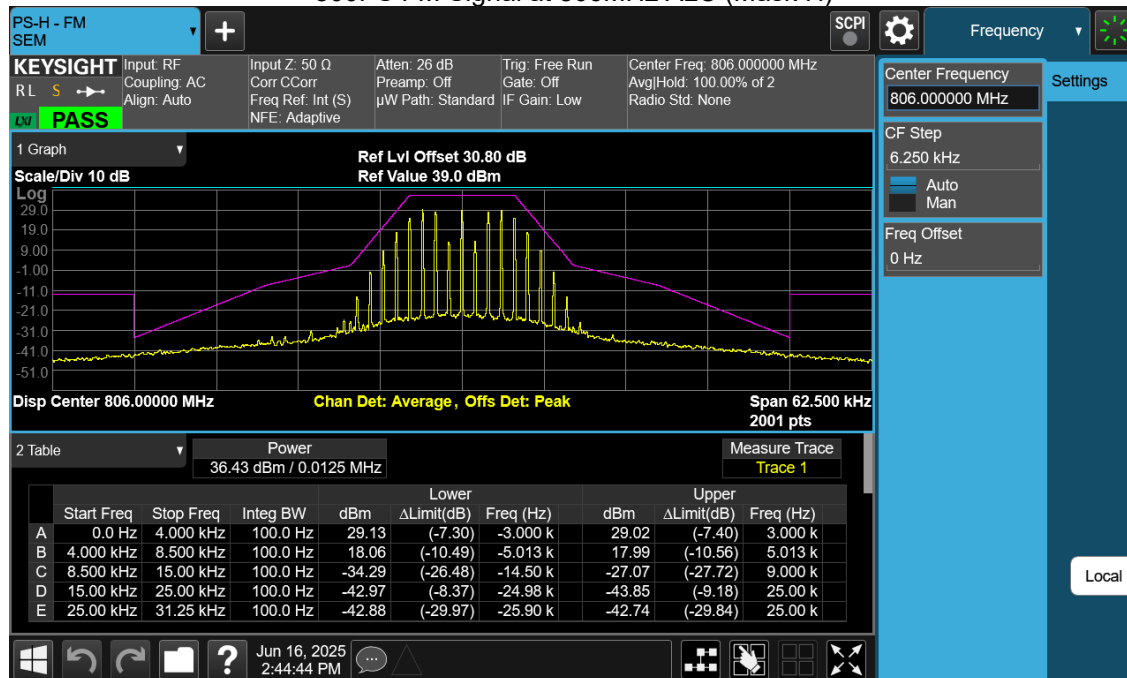 PS-H - FM
SEM
SCPI
Frequency
KEYSIGHT
R L S
LXI
PASS
Input: RF
Coupling: AC
Align: Auto
Input Z: 50 Ω
Corr CCorr
Freq Ref: Int (S)
NFE: Adaptive
Atten: 26 dB
Preamp: Off
µW Path: Standard
Trig: Free Run
Gate: Off
IF Gain: Low
Center Freq: 806.000000 MHz
Avg|Hold: 100.00% of 2
Radio Std: None
Center Frequency
806.000000 MHz
Settings
CF Step
6.250 kHz
Auto
Man
Freq Offset
0 Hz
Local
1 Graph
Scale/Div 10 dB
Ref Lvl Offset 30.80 dB
Ref Value 39.0 dBm
Log
29.0
19.0
9.00
-1.00
-11.0
-21.0
-31.0
-41.0
-51.0
Disp Center 806.00000 MHz
Chan Det: Average, Offs Det: Peak
Span 62.500 kHz
2001 pts
2 Table
Power
36.43 dBm / 0.0125 MHz
Measure Trace
Trace 1
Lower Upper
Start Freq Stop Freq Integ BW dBm ΔLimit(dB) Freq (Hz) dBm ΔLimit(dB) Freq (Hz)
A 0.0 Hz 4.000 kHz 100.0 Hz 29.13 (-7.30) -3.000 k 29.02 (-7.40) 3.000 k
B 4.000 kHz 8.500 kHz 100.0 Hz 18.06 (-10.49) -5.013 k 17.99 (-10.56) 5.013 k
C 8.500 kHz 15.00 kHz 100.0 Hz -34.29 (-26.48) -14.50 k -27.07 (-27.72) 9.000 k
D 15.00 kHz 25.00 kHz 100.0 Hz -42.97 (-8.37) -24.98 k -43.85 (-9.18) 25.00 k
E 25.00 kHz 31.25 kHz 100.0 Hz -42.88 (-29.97) -25.90 k -42.74 (-29.84) 25.00 k
?
Jun 16, 2025
2:44:44 PM